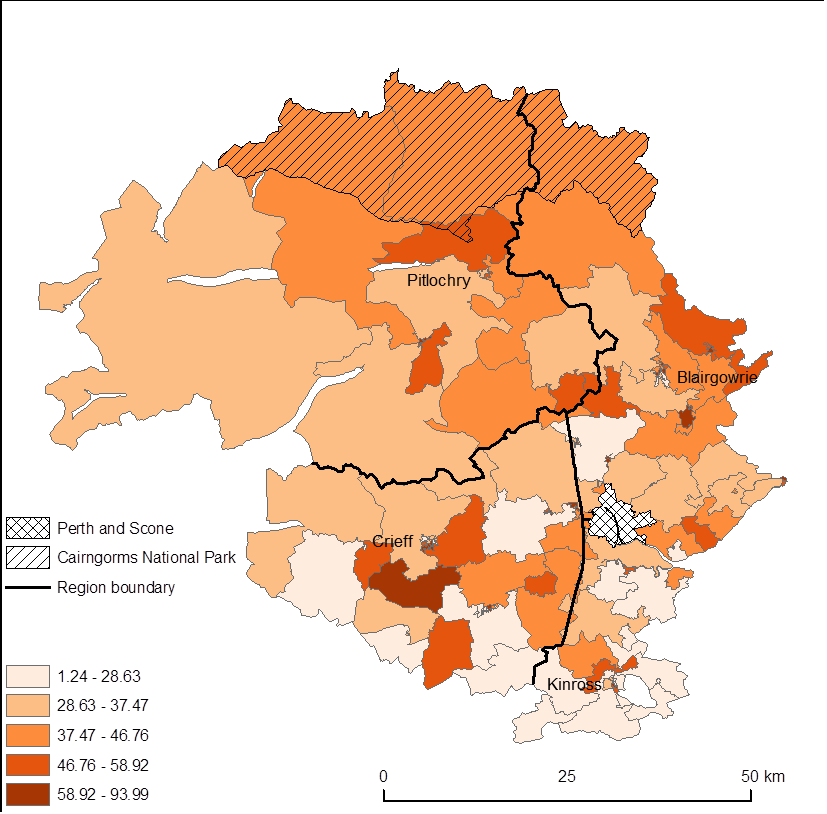 Pitlochry
Blairgowrie
Crieff
Kinross
Perth and Scone
Cairngorms National Park
Region boundary
1.24 - 28.63
28.63 - 37.47
37.47 - 46.76
46.76 - 58.92
58.92 - 93.99
0 25 50 km